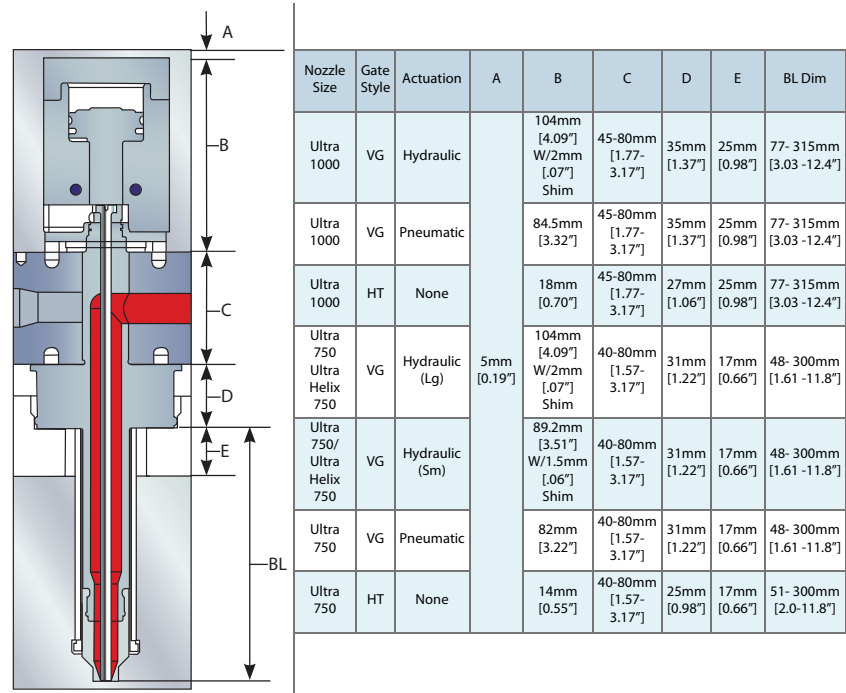 A
B
C
D
E
BL
Nozzle Size Gate Style Actuation A B C D E BL Dim
Ultra 1000 VG Hydraulic 5mm [0.19″] 104mm [4.09″] W/2mm [.07″] Shim 45-80mm [1.77-3.17″] 35mm [1.37″] 25mm [0.98″] 77- 315mm [3.03 -12.4″]
Ultra 1000 VG Pneumatic 84.5mm [3.32″] 45-80mm [1.77-3.17″] 35mm [1.37″] 25mm [0.98″] 77- 315mm [3.03 -12.4″]
Ultra 1000 HT None 18mm [0.70″] 45-80mm [1.77-3.17″] 27mm [1.06″] 25mm [0.98″] 77- 315mm [3.03 -12.4″]
Ultra 750 Ultra Helix 750 VG Hydraulic (Lg) 104mm [4.09″] W/2mm [.07″] Shim 40-80mm [1.57-3.17″] 31mm [1.22″] 17mm [0.66″] 48- 300mm [1.61 -11.8″]
Ultra 750/ Ultra Helix 750 VG Hydraulic (Sm) 89.2mm [3.51″] W/1.5mm [.06″] Shim 40-80mm [1.57-3.17″] 31mm [1.22″] 17mm [0.66″] 48- 300mm [1.61 -11.8″]
Ultra 750 VG Pneumatic 82mm [3.22″] 40-80mm [1.57-3.17″] 31mm [1.22″] 17mm [0.66″] 48- 300mm [1.61 -11.8″]
Ultra 750 HT None 14mm [0.55″] 40-80mm [1.57-3.17″] 25mm [0.98″] 17mm [0.66″] 51- 300mm [2.0-11.8″]